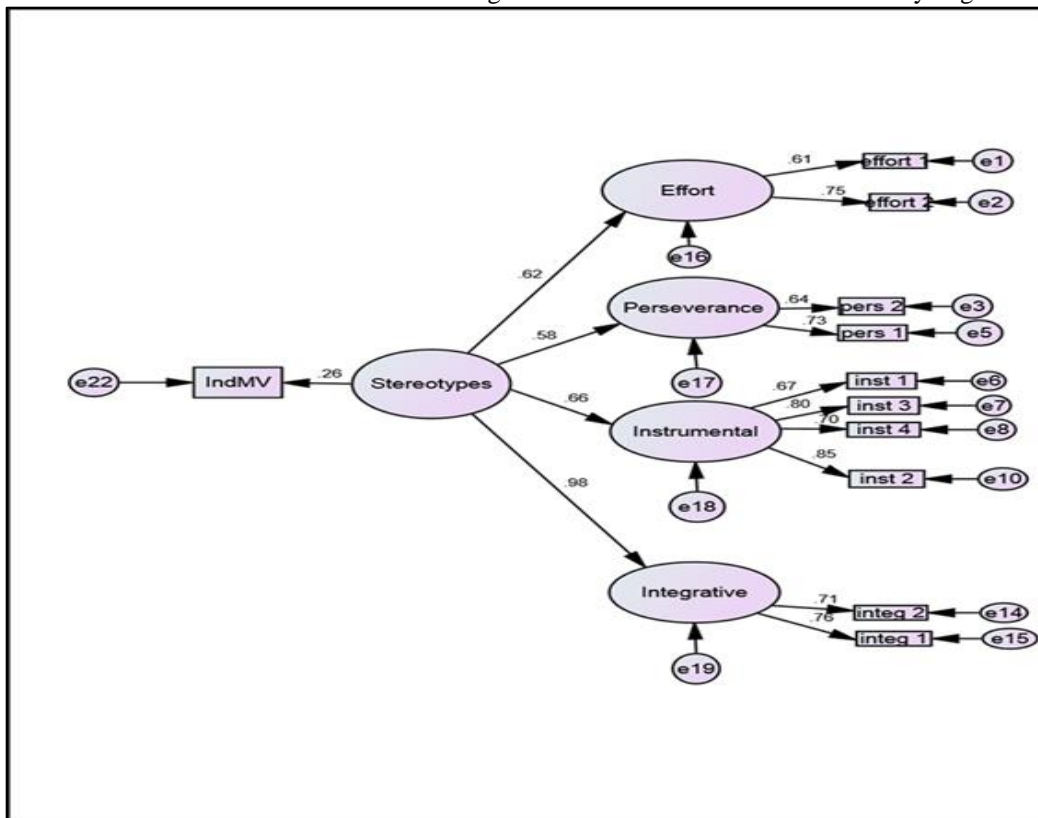 .61
effort 1
e1
Effort
.75
effort 2
e2
e16
.62
Perseverance
.64
pers 2
e3
.73
pers 1
e5
.58
e17
e22
IndMV
.26
Stereotypes
.66
.67
inst 1
e6
.80
inst 3
e7
Instrumental
.70
inst 4
e8
.85
inst 2
e10
e18
.98
Integrative
.71
integ 2
e14
.76
integ 1
e15
e19